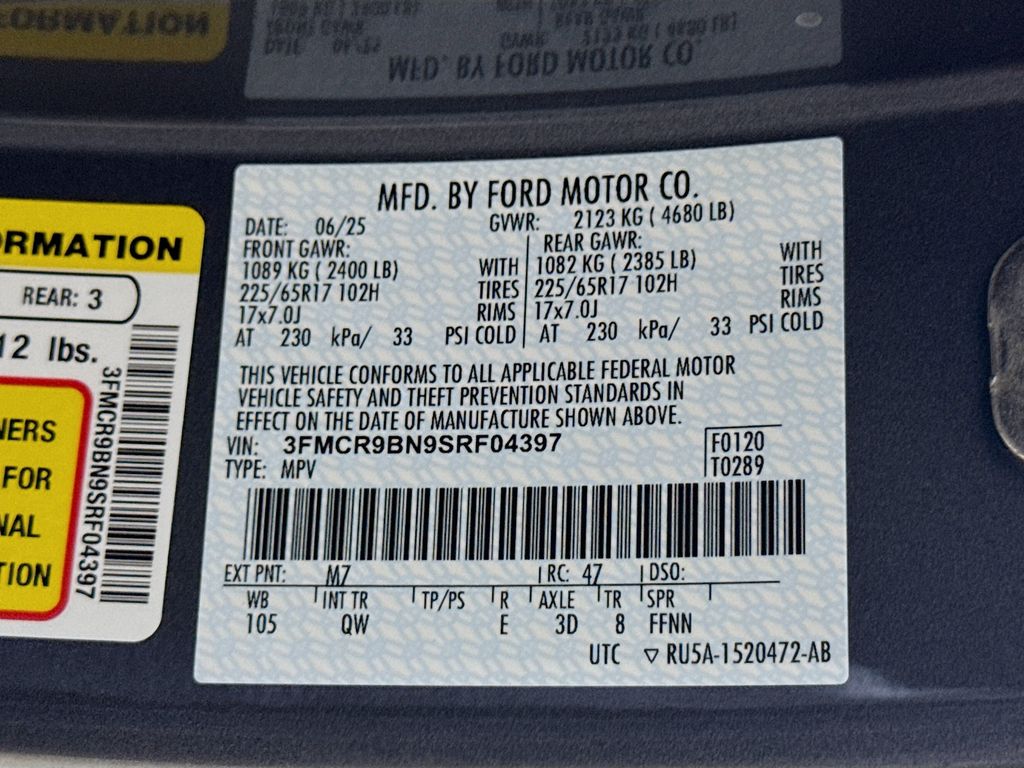 MFD. BY FORD MOTOR CO.
DATE: 06/25 GVWR: 2123 KG ( 4680 LB)
FRONT GAWR: REAR GAWR:
1089 KG ( 2400 LB) WITH 1082 KG ( 2385 LB) WITH
225/65R17 102H TIRES 225/65R17 102H TIRES
17x7.0J RIMS 17x7.0J RIMS
AT 230 kPa/ 33 PSI COLD AT 230 kPa/ 33 PSI COLD
THIS VEHICLE CONFORMS TO ALL APPLICABLE FEDERAL MOTOR
VEHICLE SAFETY AND THEFT PREVENTION STANDARDS IN
EFFECT ON THE DATE OF MANUFACTURE SHOWN ABOVE.
VIN: 3FMCR9BN9SRF04397 F0120
TYPE: MPV T0289
EXT PNT: M7 RC: 47 DSO:
WB INT TR TP/PS R AXLE TR SPR
105 QW E 3D 8 FFNN
UTC ▽ RU5A-1520472-AB
ORMATION
REAR: 3
12 lbs.
NERS
FOR
NAL
TION
3FMCR9BN9SRF04397